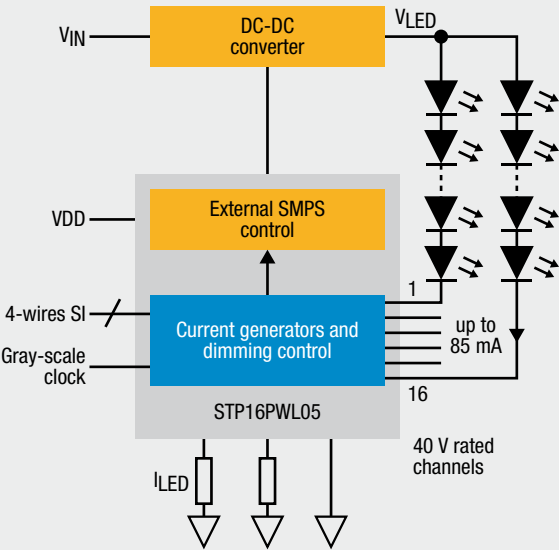 VIN
DC-DC
converter
VLED
VDD
External SMPS
control
4-wires SI
Gray-scale
clock
Current generators and
dimming control
1
up to
85 mA
16
STP16PWL05
40 V rated
channels
ILED